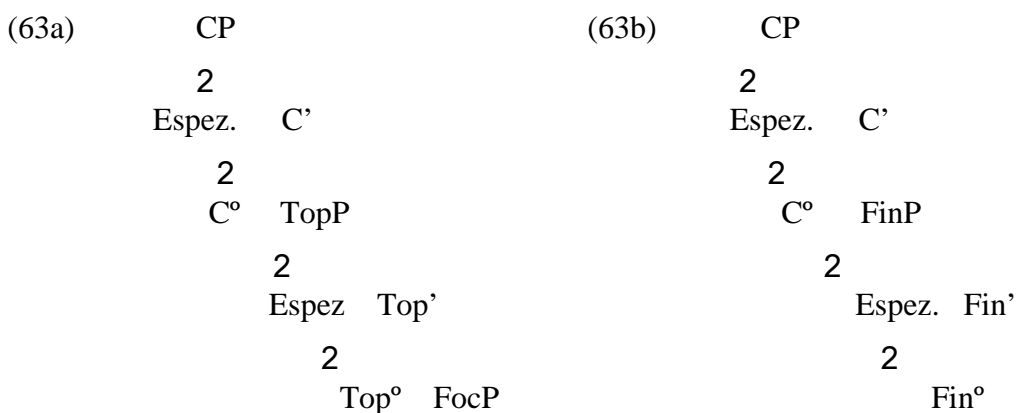 (63a) CP (63b) CP
2 2
Espez. C’ Espez. C’
2 2
Cº TopP Cº FinP
2 2
Espez Top’ Espez. Fin’
2 2
Topº FocP Finº